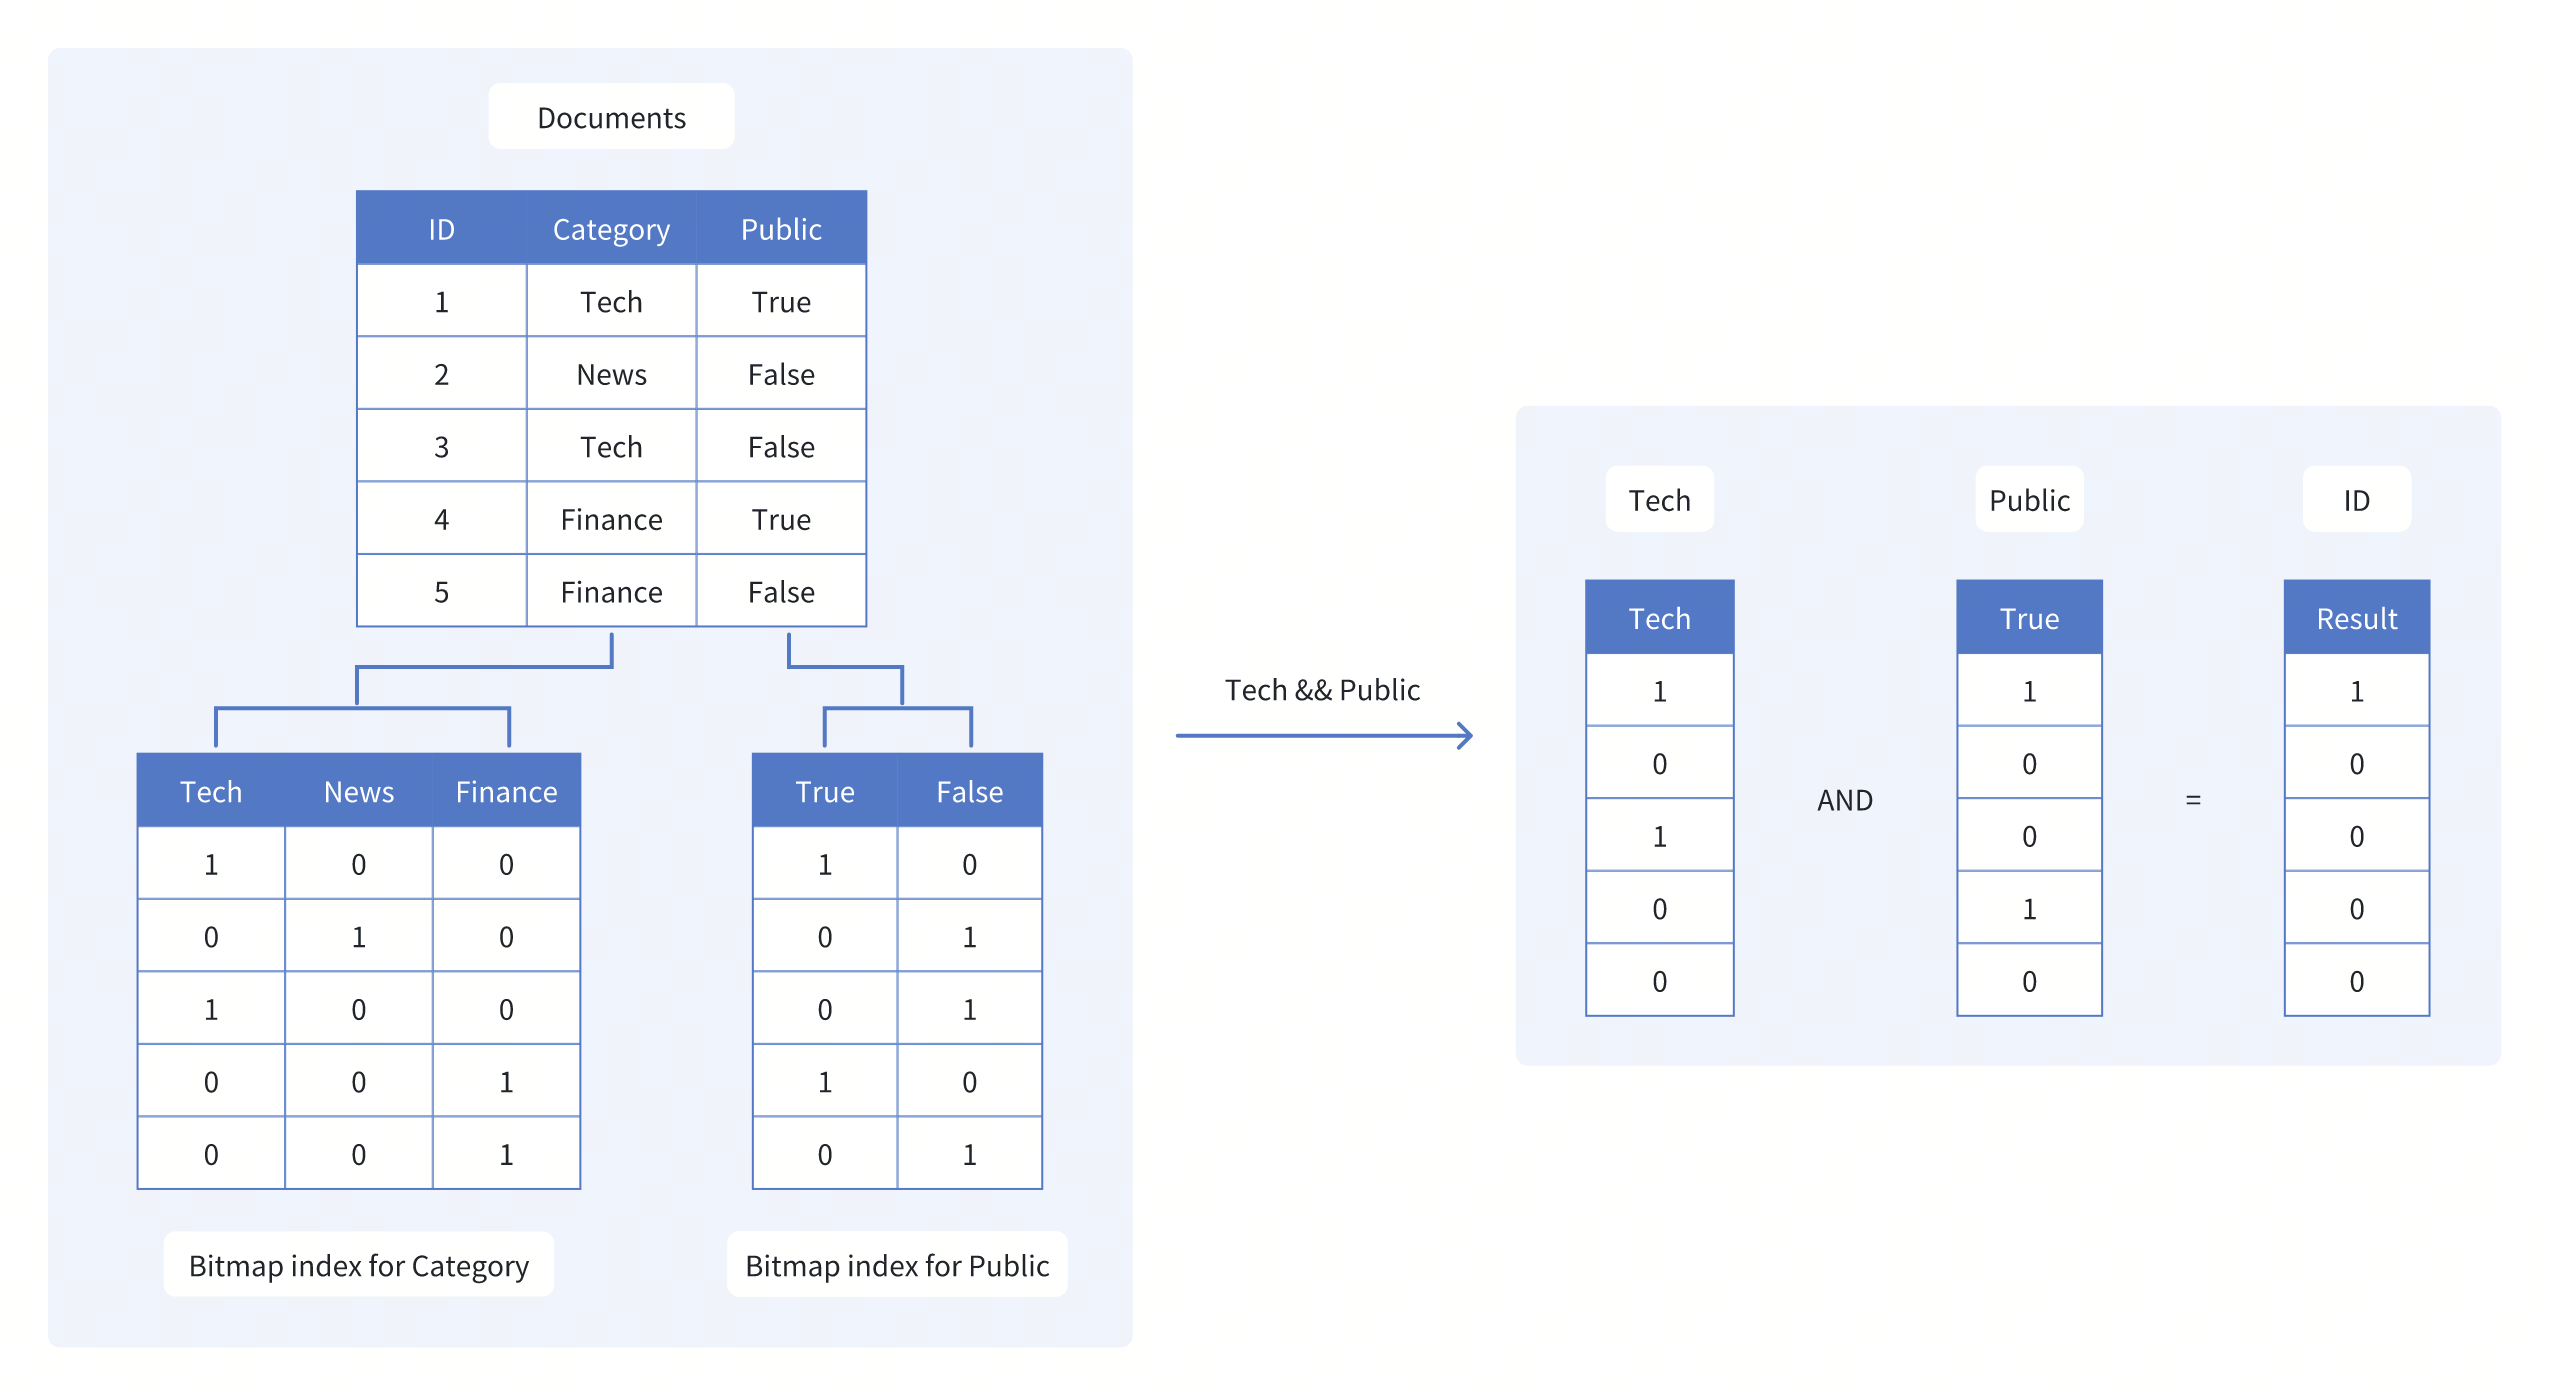 Documents
ID Category Public
1 Tech True
2 News False
3 Tech False
4 Finance True
5 Finance False
Tech News Finance
1 0 0
0 1 0
1 0 0
0 0 1
0 0 1
Bitmap index for Category
True False
1 0
0 1
0 1
1 0
0 1
Bitmap index for Public
Tech && Public
Tech
Tech
1
0
1
0
0
AND
Public
True
1
0
0
1
0
=
ID
Result
1
0
0
0
0